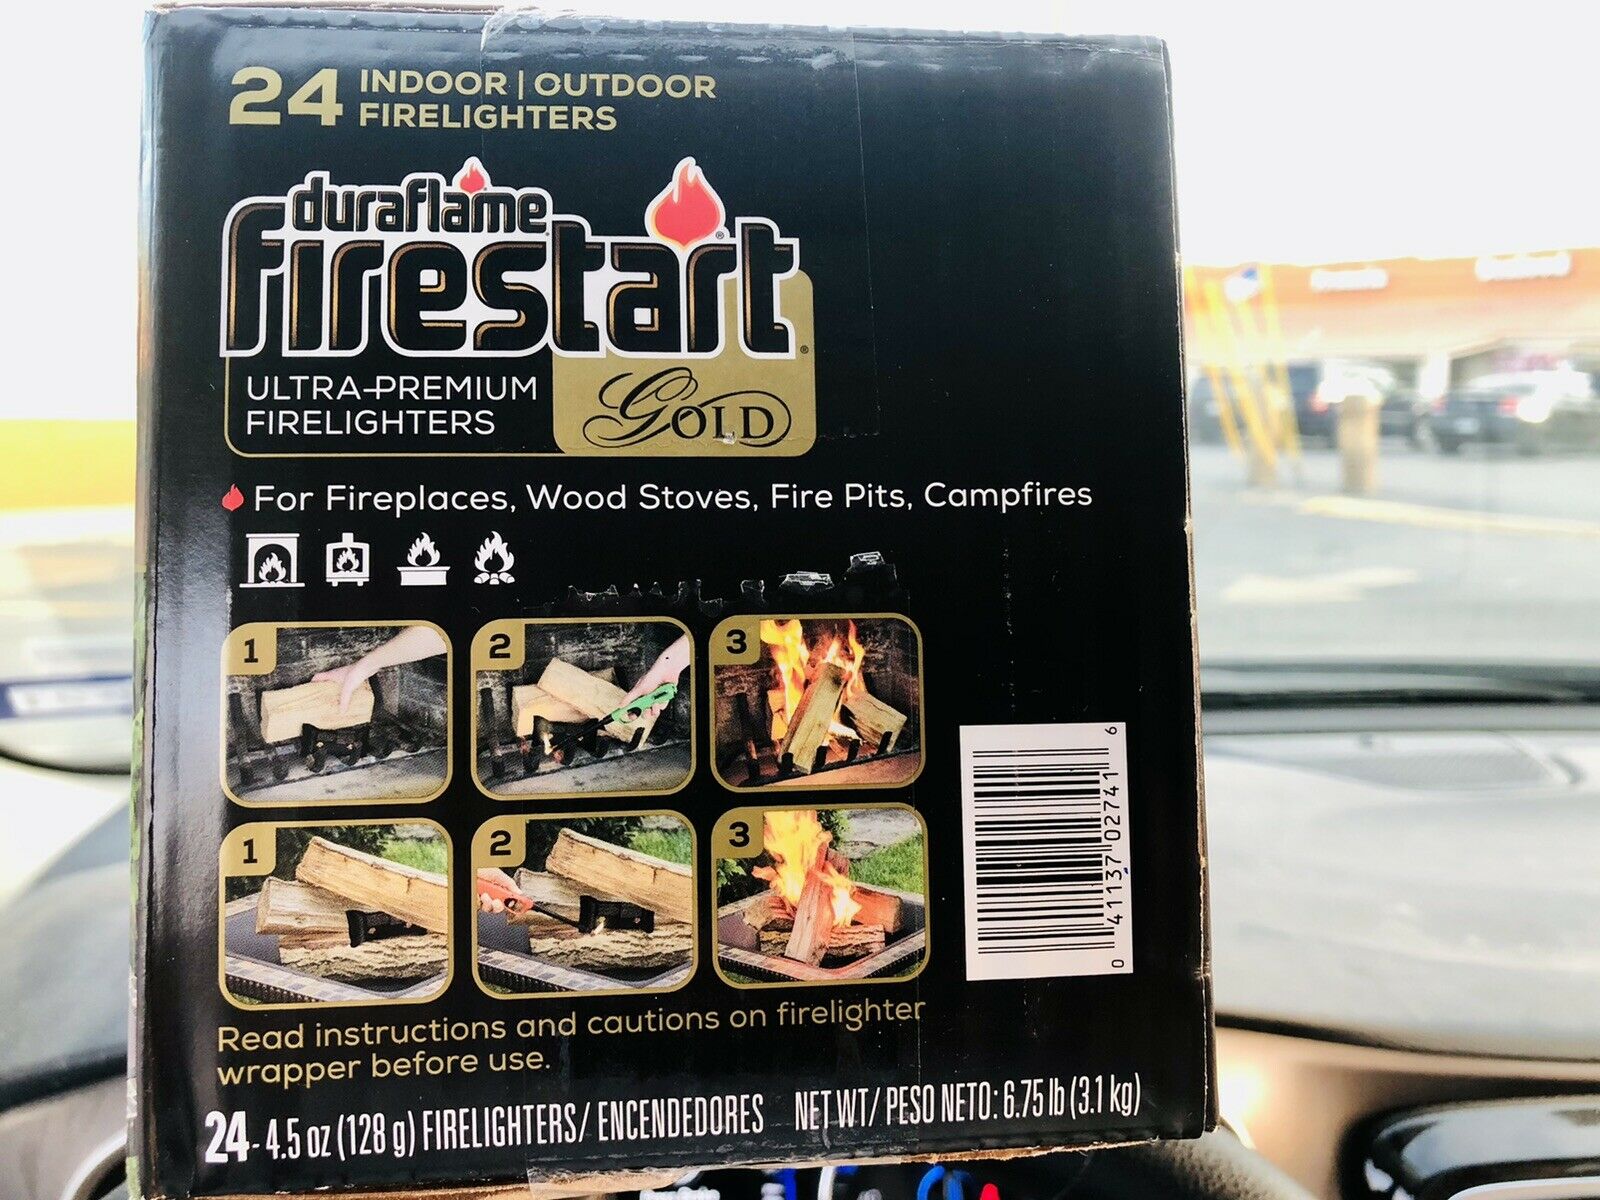 24 INDOOR | OUTDOOR
FIRELIGHTERS
duraflame
firestart
ULTRA-PREMIUM
FIRELIGHTERS
Gold
For Fireplaces, Wood Stoves, Fire Pits, Campfires
1 2 3
1 2 3
Read instructions and cautions on firelighter
wrapper before use.
24 - 4.5 oz (128 g) FIRELIGHTERS/ ENCENDEDORES NET WT/ PESO NETO: 6.75 lb (3.1 kg)
0 41137 02741 6